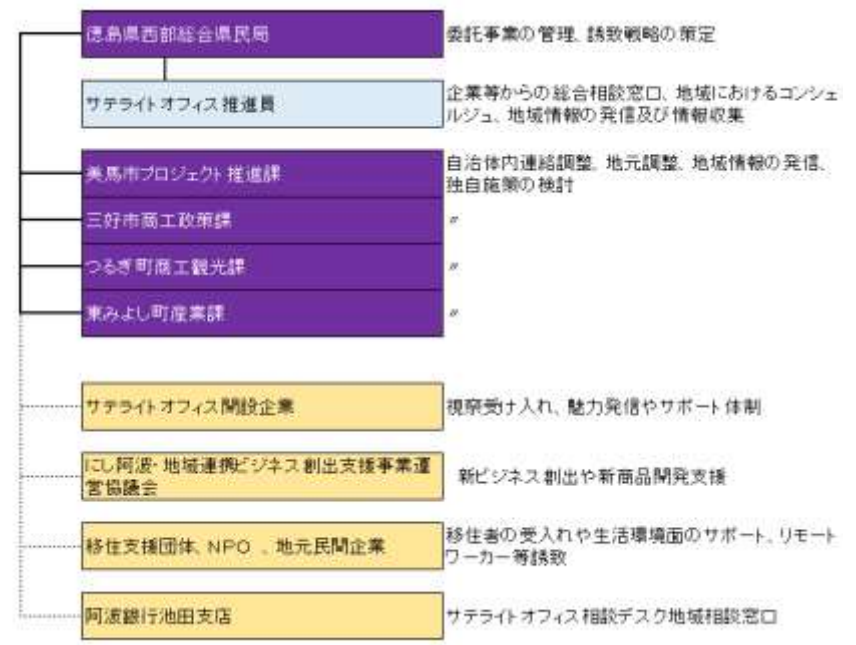 徳島県西部総合県民局
委託事業の管理、誘致戦略の策定
サテライトオフィス推進員
企業等からの総合相談窓口、地域におけるコンシェ
ルジュ、地域情報の発信及び情報収集
美馬市プロジェクト推進課
自治体内連絡調整、地元調整、地域情報の発信、
独自施策の検討
三好市商工政策課
〃
つるぎ町商工観光課
〃
東みよし町産業課
〃
サテライトオフィス開設企業
視察受け入れ、魅力発信やサポート体制
にし阿波・地域連携ビジネス創出支援事業運
営協議会
新ビジネス創出や新商品開発支援
移住支援団体、NPO 、地元民間企業
移住者の受入れや生活環境面のサポート、リモート
ワーカー等誘致
阿波銀行池田支店
サテライトオフィス相談デスク地域相談窓口